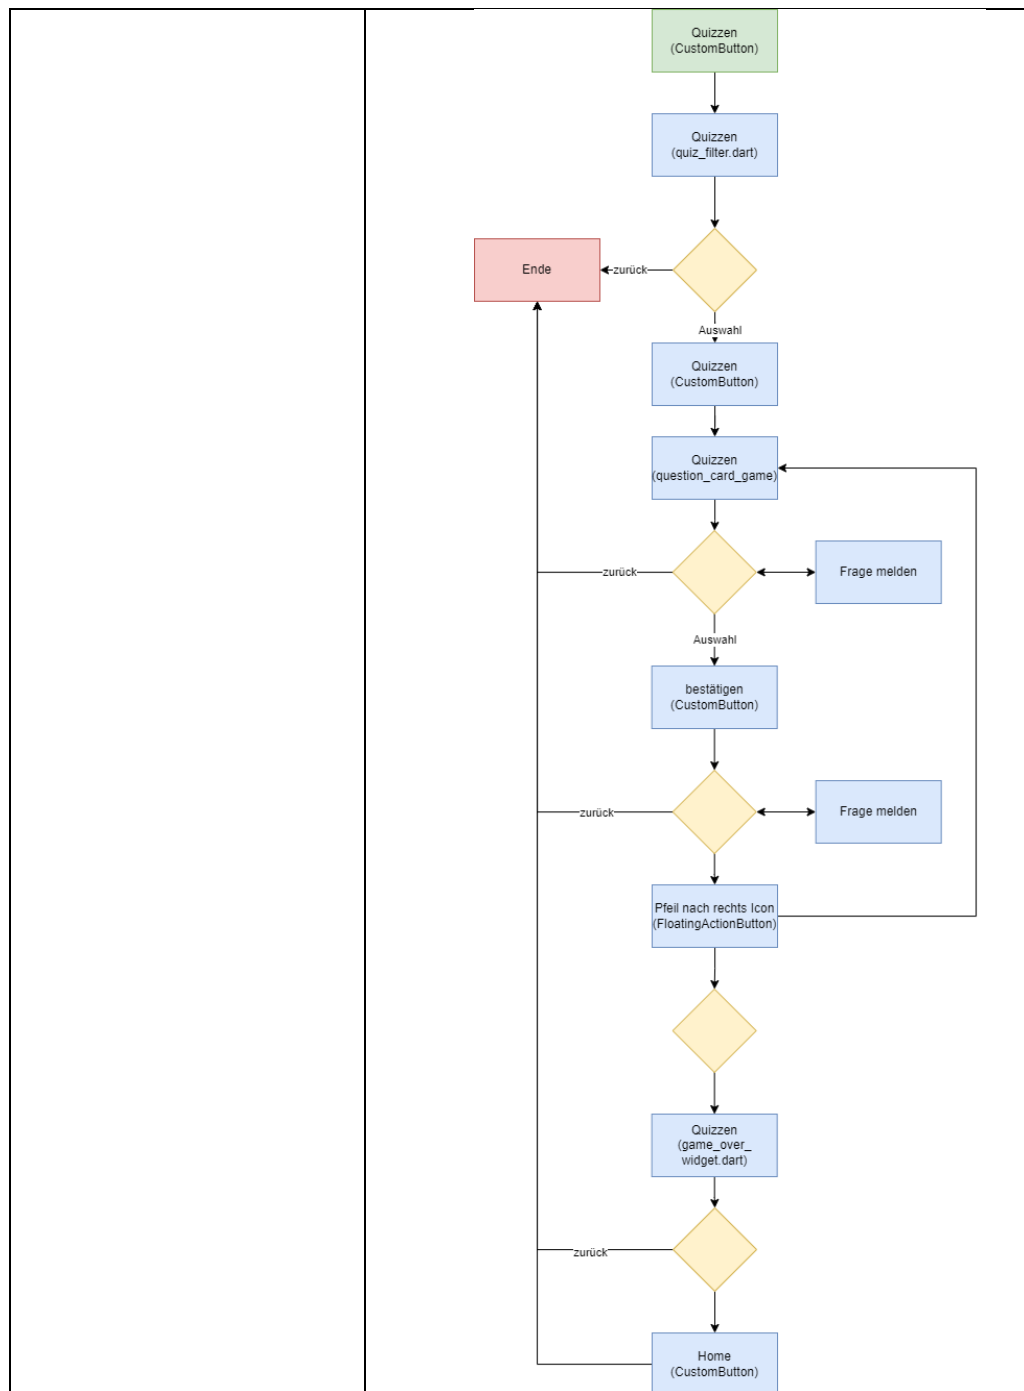 Quizzen
(CustomButton)
Quizzen
(quiz_filter.dart)
Ende
zurück
Auswahl
Quizzen
(CustomButton)
Quizzen
(question_card_game)
zurück
Frage melden
Auswahl
bestätigen
(CustomButton)
zurück
Frage melden
Pfeil nach rechts Icon
(FloatingActionButton)
Quizzen
(game_over_
widget.dart)
zurück
Home
(CustomButton)